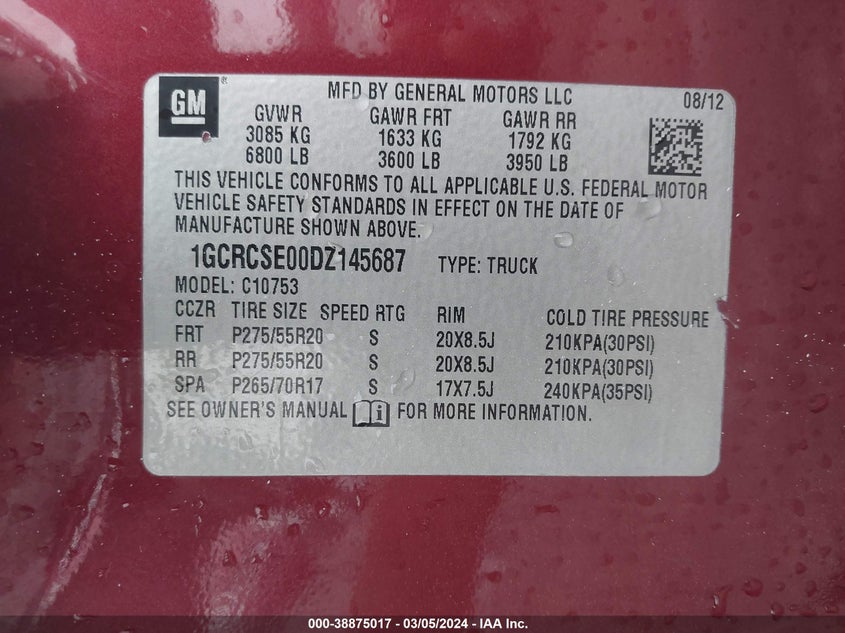 GM
MFD BY GENERAL MOTORS LLC 08/12
GVWR GAWR FRT GAWR RR
3085 KG 1633 KG 1792 KG
6800 LB 3600 LB 3950 LB
THIS VEHICLE CONFORMS TO ALL APPLICABLE U.S. FEDERAL MOTOR
VEHICLE SAFETY STANDARDS IN EFFECT ON THE DATE OF
MANUFACTURE SHOWN ABOVE.
1GCRCSE00DZ145687 TYPE: TRUCK
MODEL: C10753
CCZR TIRE SIZE SPEED RTG RIM COLD TIRE PRESSURE
FRT P275/55R20 S 20X8.5J 210KPA(30PSI)
RR P275/55R20 S 20X8.5J 210KPA(30PSI)
SPA P265/70R17 S 17X7.5J 240KPA(35PSI)
SEE OWNER'S MANUAL i FOR MORE INFORMATION.
000-38875017 - 03/05/2024 - IAA Inc.